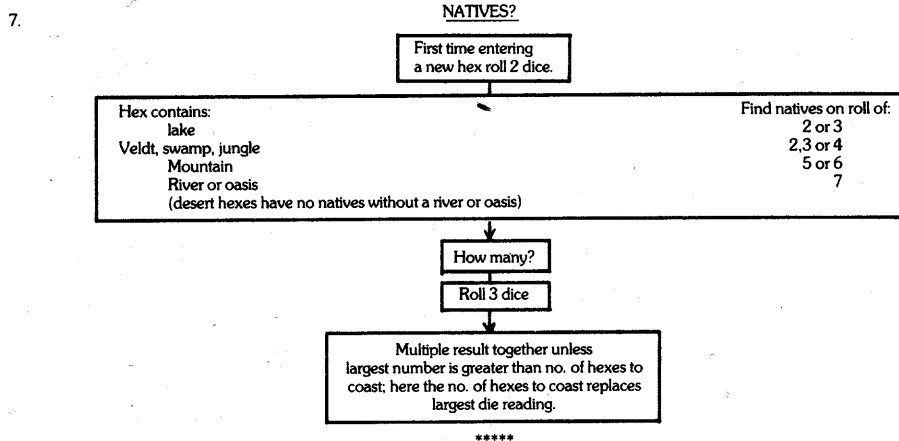 7.
NATIVES?
First time entering
a new hex roll 2 dice.
Hex contains: Find natives on roll of:
lake 2 or 3
Veldt, swamp, jungle 2,3 or 4
Mountain 5 or 6
River or oasis 7
(desert hexes have no natives without a river or oasis)
How many?
Roll 3 dice
Multiple result together unless
largest number is greater than no. of hexes to
coast; here the no. of hexes to coast replaces
largest die reading.
*****